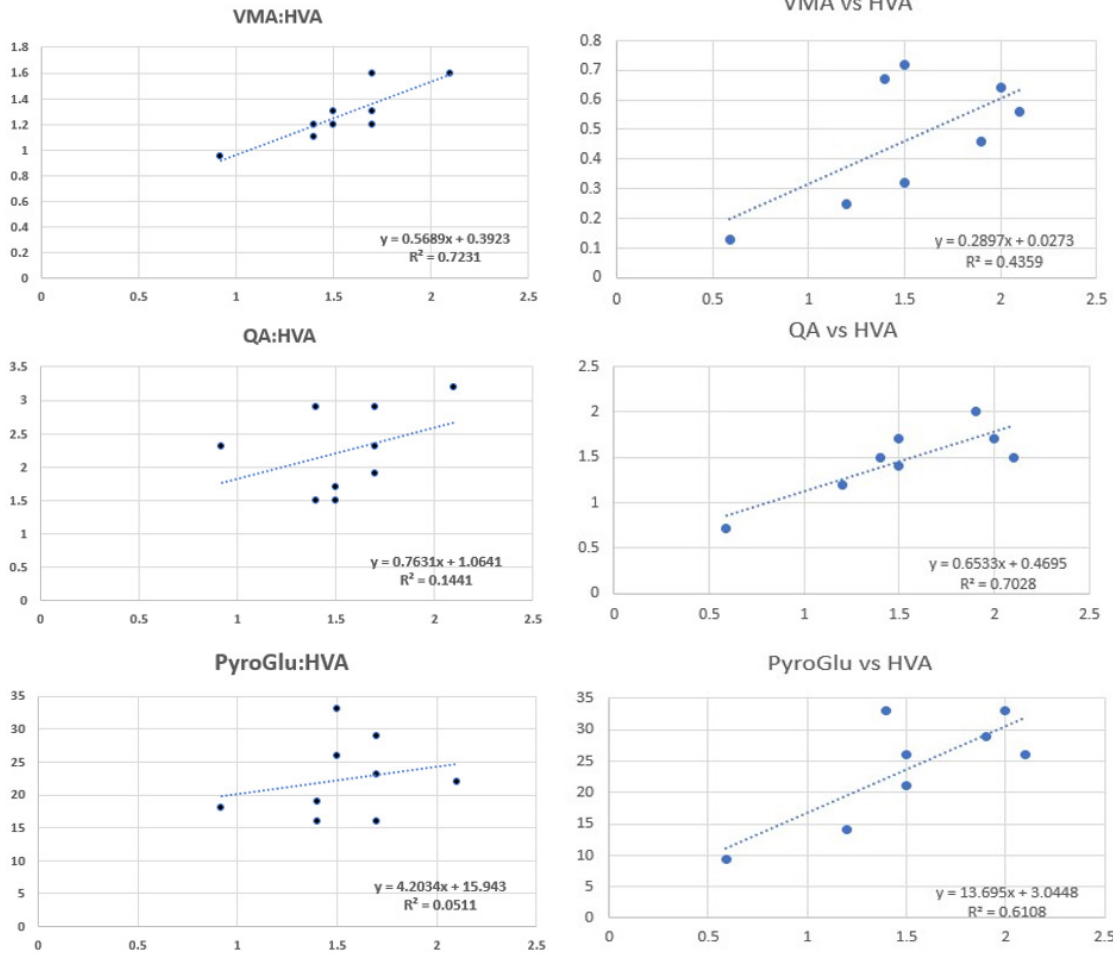 VMA:HVA
1.8
1.6
1.4
1.2
1
0.8
0.6
0.4
0.2
0
y = 0.5689x + 0.3923
R² = 0.7231
0 0.5 1 1.5 2 2.5
VMA vs HVA
0.8
0.7
0.6
0.5
0.4
0.3
0.2
0.1
0
y = 0.2897x + 0.0273
R² = 0.4359
0 0.5 1 1.5 2 2.5
QA:HVA
3.5
3
2.5
2
1.5
1
0.5
0
y = 0.7631x + 1.0641
R² = 0.1441
0 0.5 1 1.5 2 2.5
QA vs HVA
2.5
2
1.5
1
0.5
0
y = 0.6533x + 0.4695
R² = 0.7028
0 0.5 1 1.5 2 2.5
PyroGlu:HVA
35
30
25
20
15
10
5
0
y = 4.2034x + 15.943
R² = 0.0511
0 0.5 1 1.5 2 2.5
PyroGlu vs HVA
35
30
25
20
15
10
5
0
y = 13.695x + 3.0448
R² = 0.6108
0 0.5 1 1.5 2 2.5